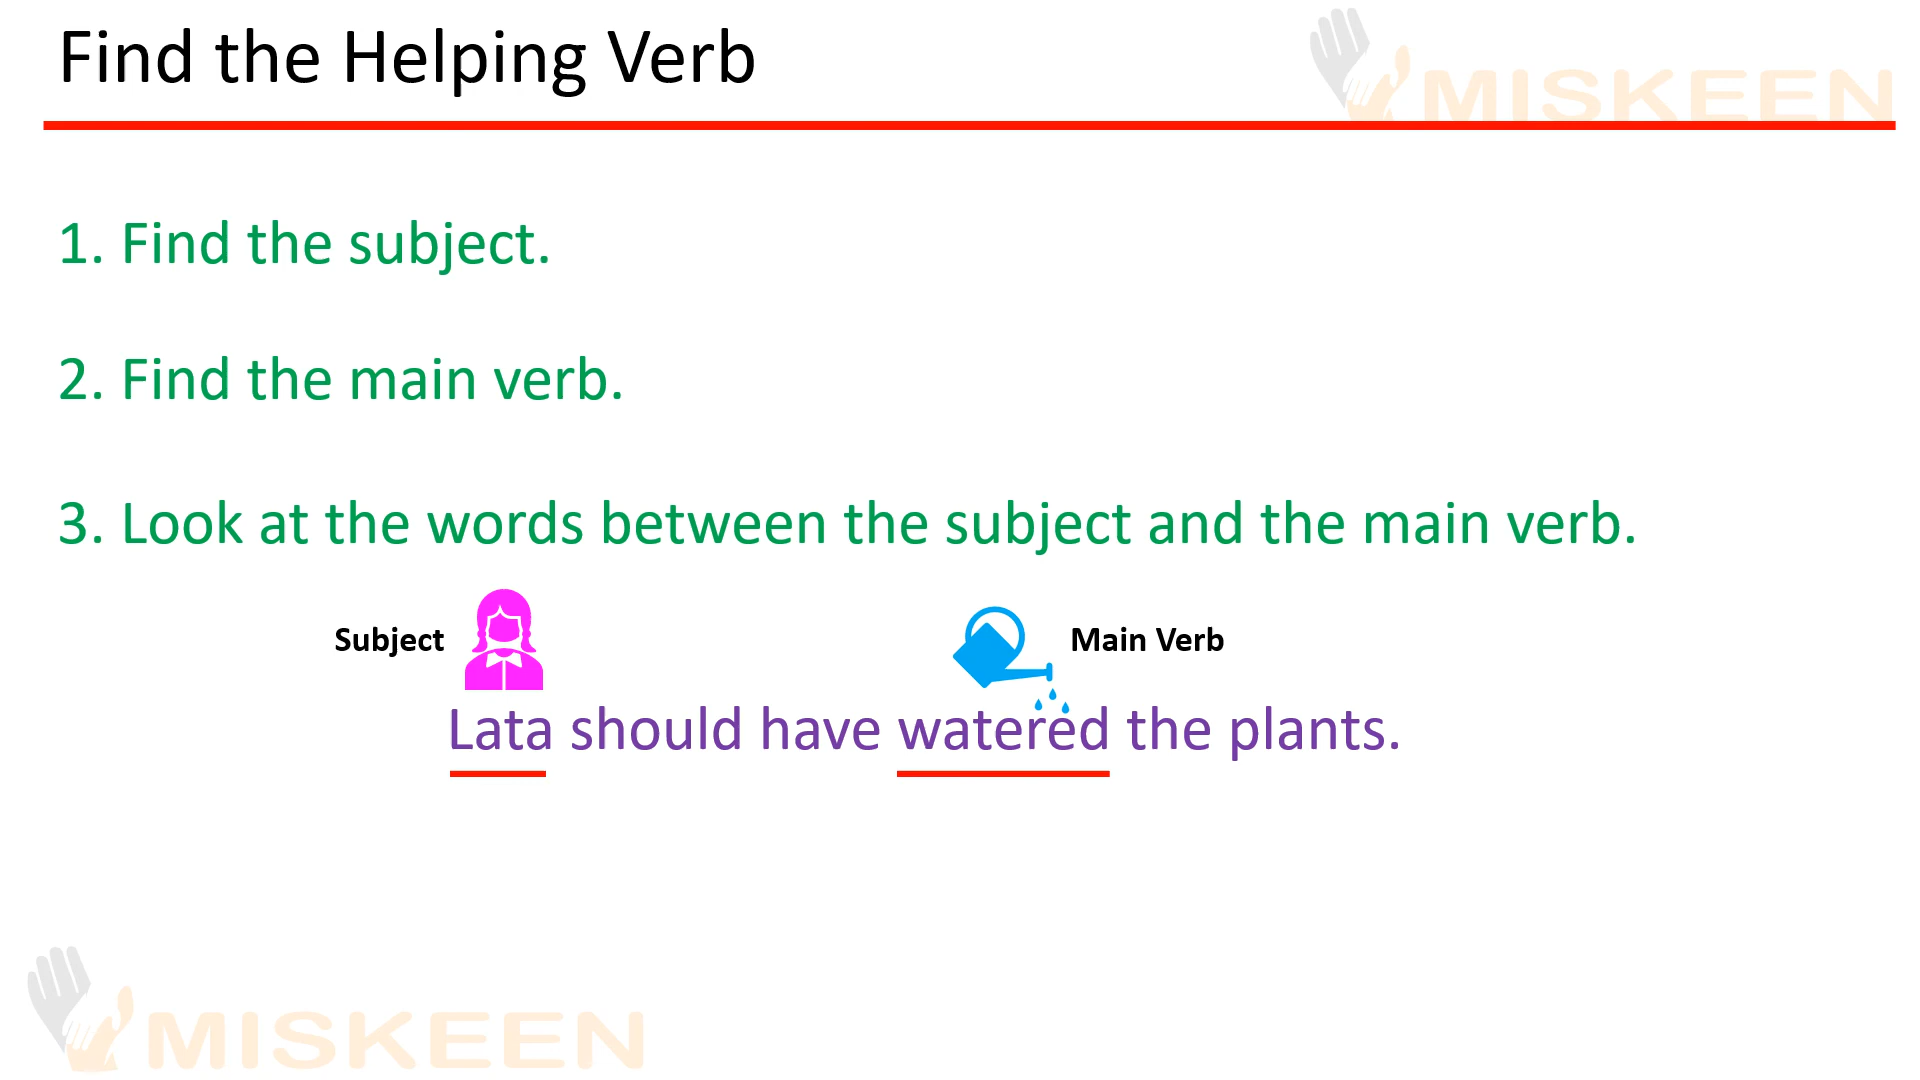 Find the Helping Verb
MISKEEN
1. Find the subject.
2. Find the main verb.
3. Look at the words between the subject and the main verb.
Subject
Main Verb
Lata should have watered the plants.
MISKEEN